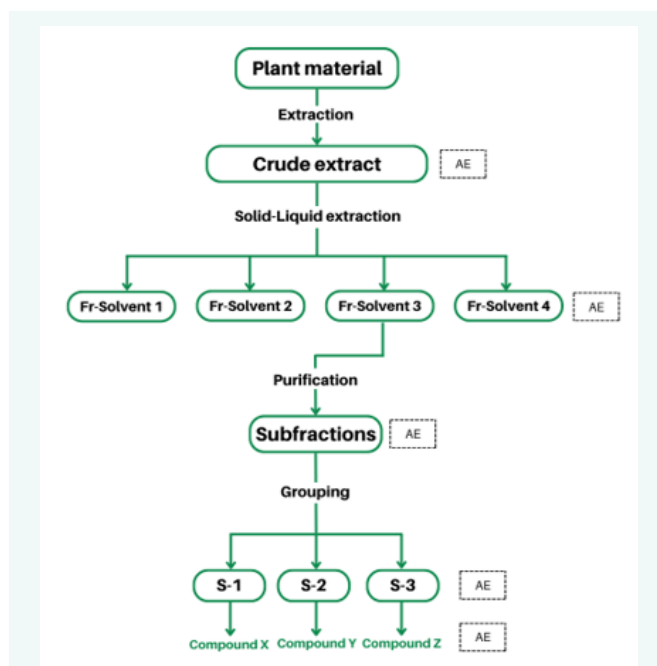 Plant material
Extraction
Crude extract
AE
Solid-Liquid extraction
Fr-Solvent 1
Fr-Solvent 2
Fr-Solvent 3
Fr-Solvent 4
AE
Purification
Subfractions
AE
Grouping
S-1
S-2
S-3
AE
Compound X
Compound Y
Compound Z
AE